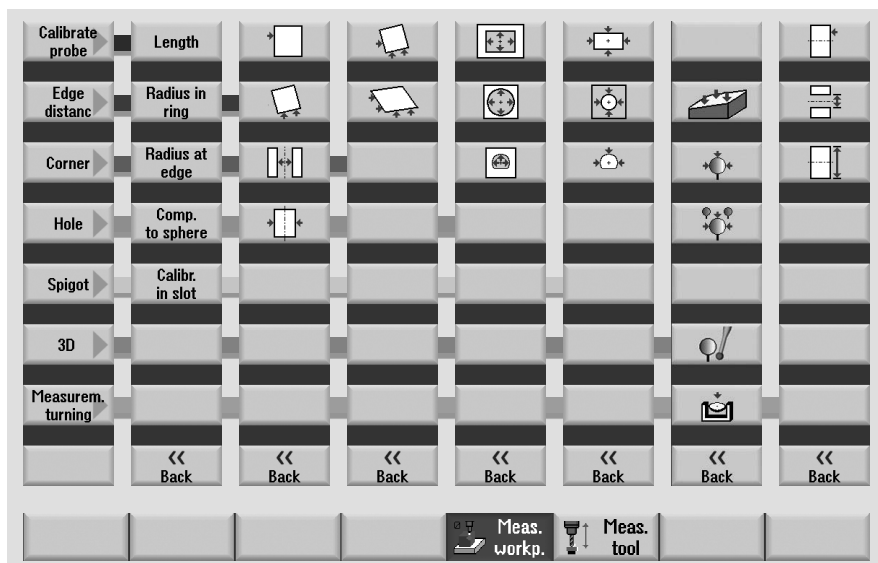 Calibrate
probe
Length
Edge
distanc
Radius in
ring
Corner
Radius at
edge
Hole
Comp.
to sphere
Spigot
Calibr.
in slot
3D
Measurem.
turning
<<
Back
<<
Back
<<
Back
<<
Back
<<
Back
<<
Back
<<
Back
Meas.
workp.
Meas.
tool